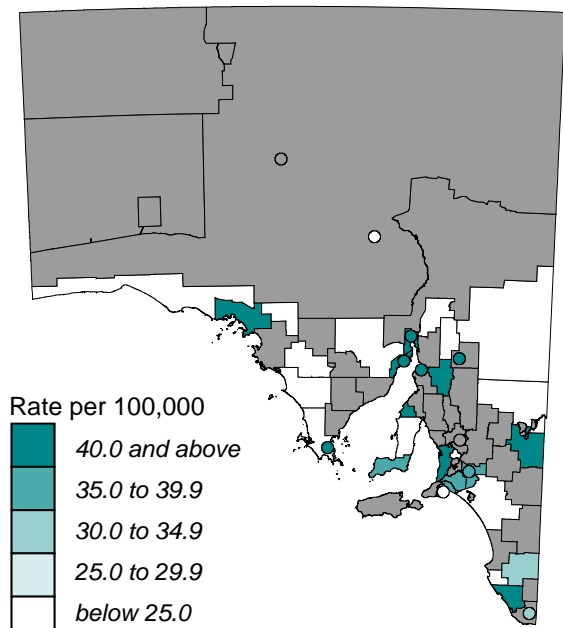 Rate per 100,000
40.0 and above
35.0 to 39.9
30.0 to 34.9
25.0 to 29.9
below 25.0